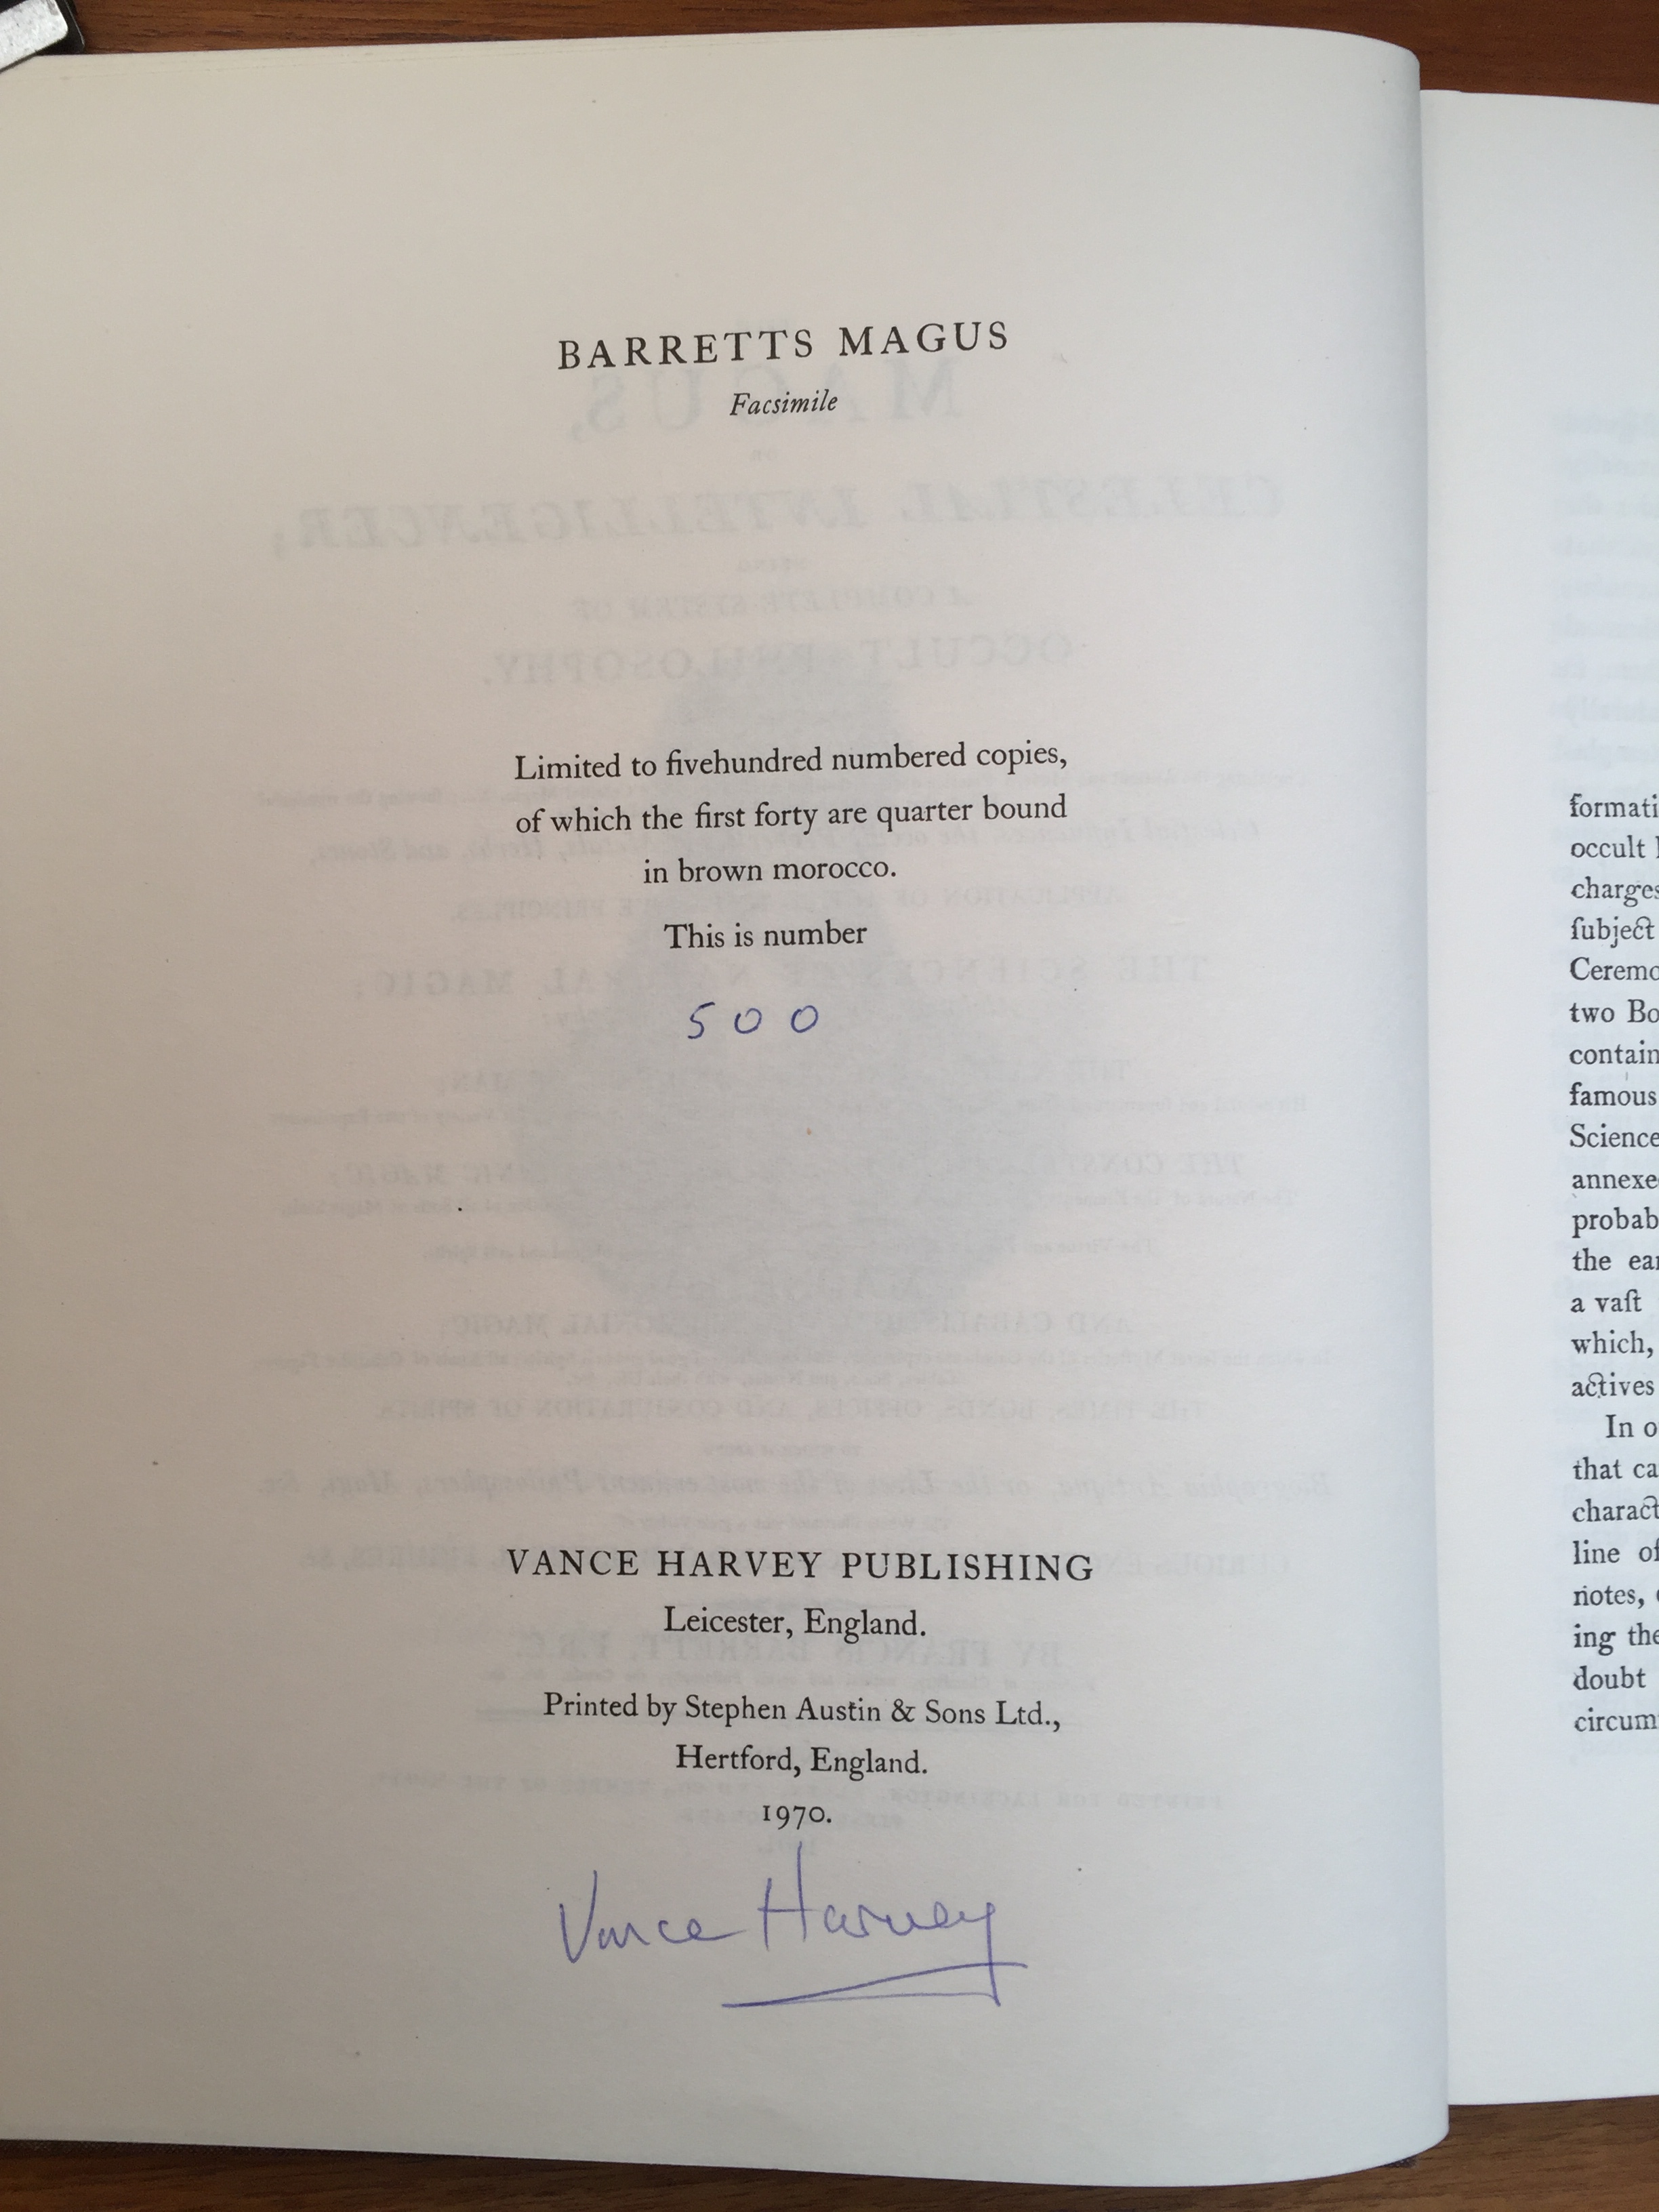 BARRETTS MAGUS
Facsimile
Limited to fivehundred numbered copies,
of which the first forty are quarter bound
in brown morocco.
This is number
500
VANCE HARVEY PUBLISHING
Leicester, England.
Printed by Stephen Austin & Sons Ltd.,
Hertford, England.
1970.
Vance Harvey
formati
occult
charges
ſubject
Ceremo
two Bo
contain
famous
Science
annexe
probab
the ear
a vaſt
which,
actives
In o
that ca
charact
line of
notes,
ing the
doubt
circum